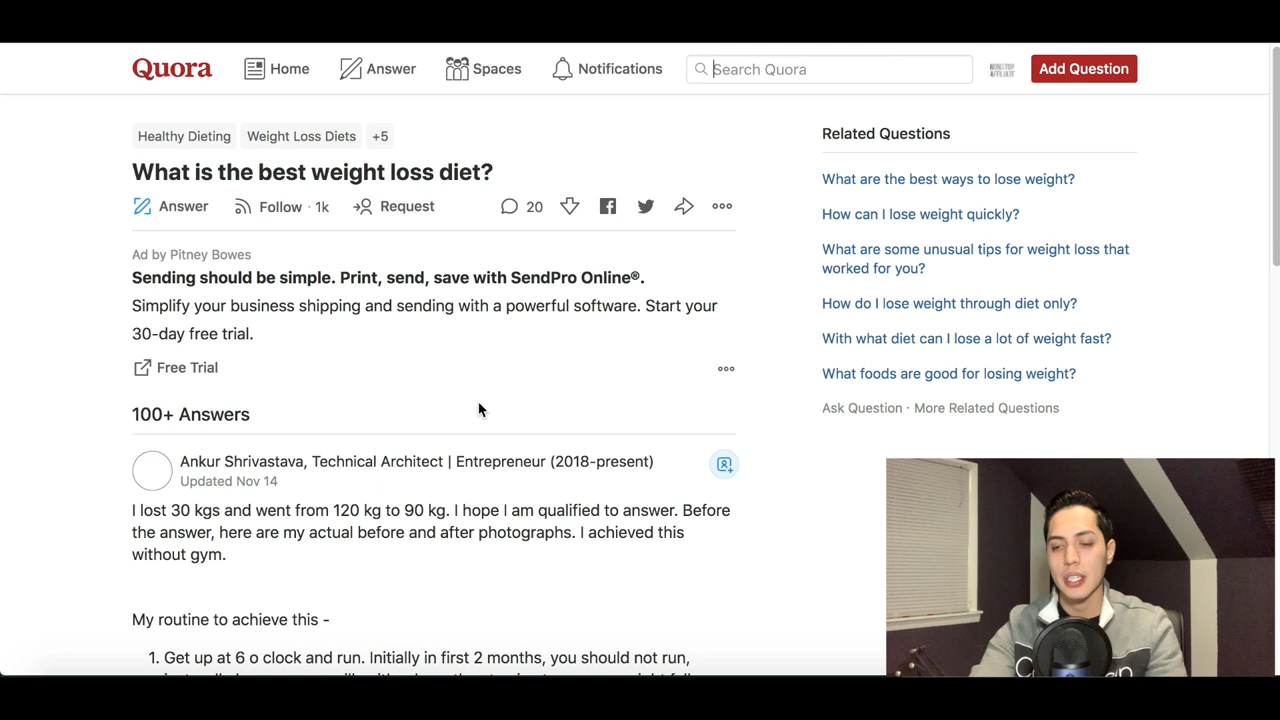 Quora
Home
Answer
Spaces
Notifications
Search Quora
NONSTOP
AFFILIATE
Add Question
Healthy Dieting
Weight Loss Diets
+5
What is the best weight loss diet?
Answer
Follow · 1k
Request
20
Ad by Pitney Bowes
Sending should be simple. Print, send, save with SendPro Online®.
Simplify your business shipping and sending with a powerful software. Start your
30-day free trial.
Free Trial
100+ Answers
Ankur Shrivastava, Technical Architect | Entrepreneur (2018-present)
Updated Nov 14
I lost 30 kgs and went from 120 kg to 90 kg. I hope I am qualified to answer. Before
the answer, here are my actual before and after photographs. I achieved this
without gym.
My routine to achieve this -
1. Get up at 6 o clock and run. Initially in first 2 months, you should not run,
Related Questions
What are the best ways to lose weight?
How can I lose weight quickly?
What are some unusual tips for weight loss that
worked for you?
How do I lose weight through diet only?
With what diet can I lose a lot of weight fast?
What foods are good for losing weight?
Ask Question · More Related Questions